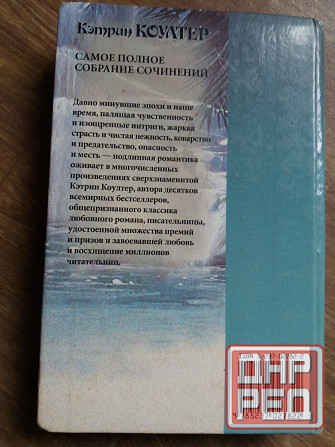 Кэтрин КОУЛТЕР
САМОЕ ПОЛНОЕ
СОБРАНИЕ СОЧИНЕНИЙ
Давно минувшие эпохи и наше
время, палящая чувственность
и изощренные интриги, жаркая
страсть и чистая нежность, коварство
и предательство, опасность
и месть — подлинная романтика
оживает в многочисленных
произведениях сверхзнаменитой
Кэтрин Коултер, автора десятков
всемирных бестселлеров,
общепризнанного классика
любовного романа, писательницы,
удостоенной множества премий
и призов и завоевавшей любовь
и восхищение миллионов
читательниц.
ДНР
РЕП